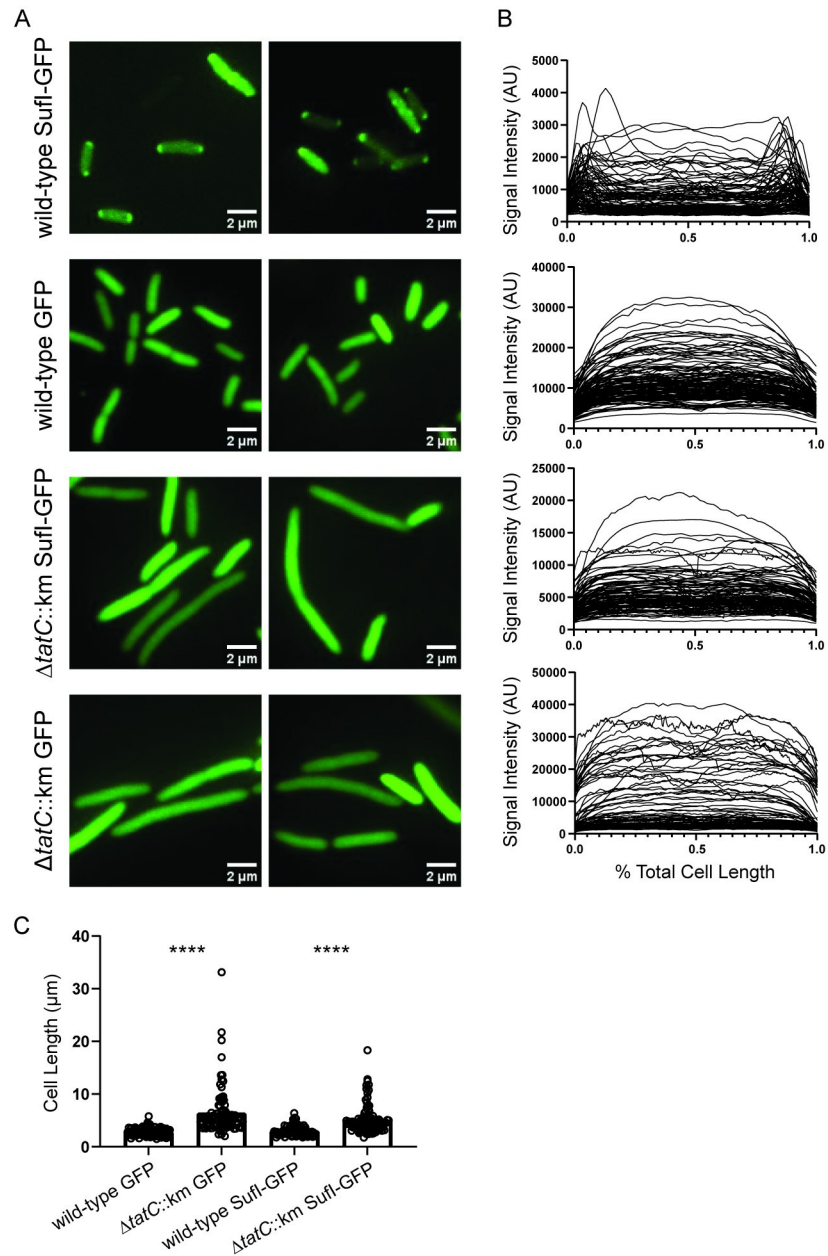 A
B
wild-type SufI-GFP
2 µm
2 µm
Signal Intensity (AU)
5000
4000
3000
2000
1000
0
0.0
0.5
1.0
wild-type GFP
2 µm
2 µm
Signal Intensity (AU)
40000
30000
20000
10000
0
0.0
0.5
1.0
ΔtatC::km SufI-GFP
2 µm
2 µm
Signal Intensity (AU)
25000
20000
15000
10000
5000
0
0.0
0.5
1.0
ΔtatC::km GFP
2 µm
2 µm
Signal Intensity (AU)
50000
40000
30000
20000
10000
0
0.0
0.5
1.0
% Total Cell Length
C
Cell Length (µm)
40
30
20
10
0
****
****
wild-type GFP
ΔtatC::km GFP
wild-type SufI-GFP
ΔtatC::km SufI-GFP